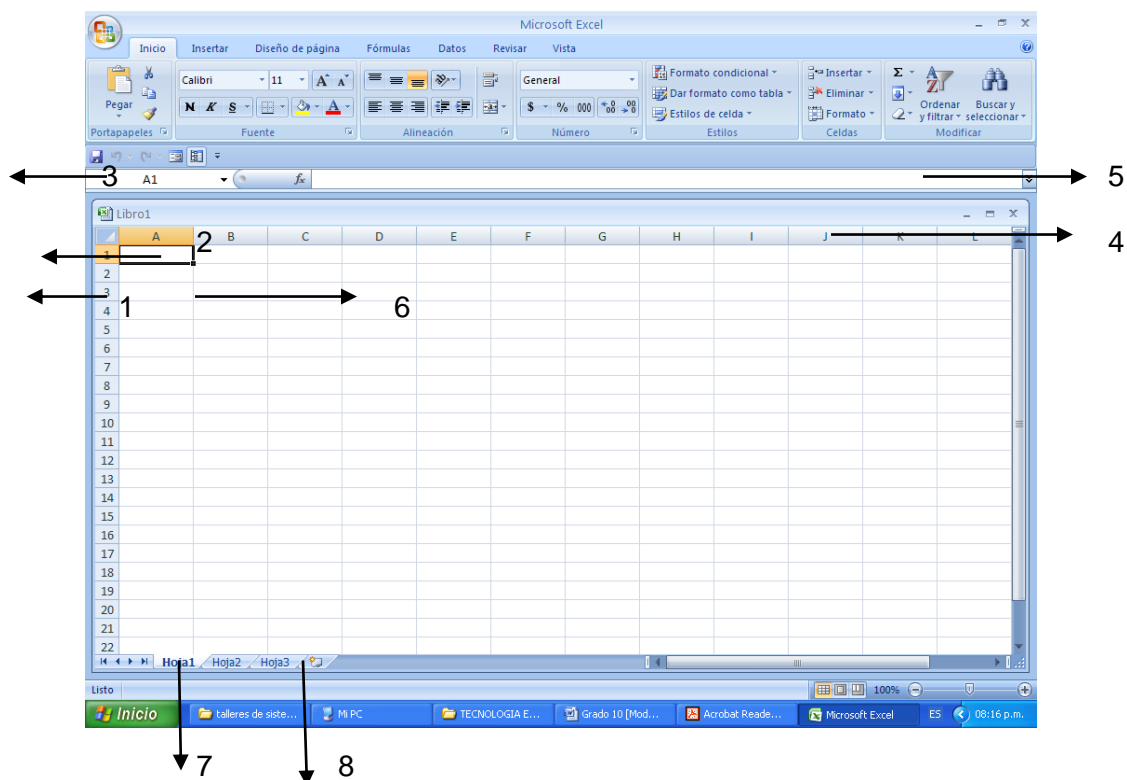 Microsoft Excel
Inicio Insertar Diseño de página Fórmulas Datos Revisar Vista
Pegar
Calibri 11
N K S
A A
A
General
$ % 000
Formato condicional
Dar formato como tabla
Estilos de celda
Insertar
Eliminar
Formato
Σ
Ordenar y filtrar
Buscar y seleccionar
Portapapeles Fuente Alineación Número Estilos Celdas Modificar
3 A1 fx 5
Libro1
A 2 B C D E F G H I J K L 4
1
2
3
1 6
4
5
6
7
8
9
10
11
12
13
14
15
16
17
18
19
20
21
22
Hoja1 Hoja2 Hoja3
Listo 100%
Inicio talleres de siste... Mi PC TECNOLOGIA E... Grado 10 [Mod... Acrobat Reade... Microsoft Excel ES 08:16 p.m.
7 8